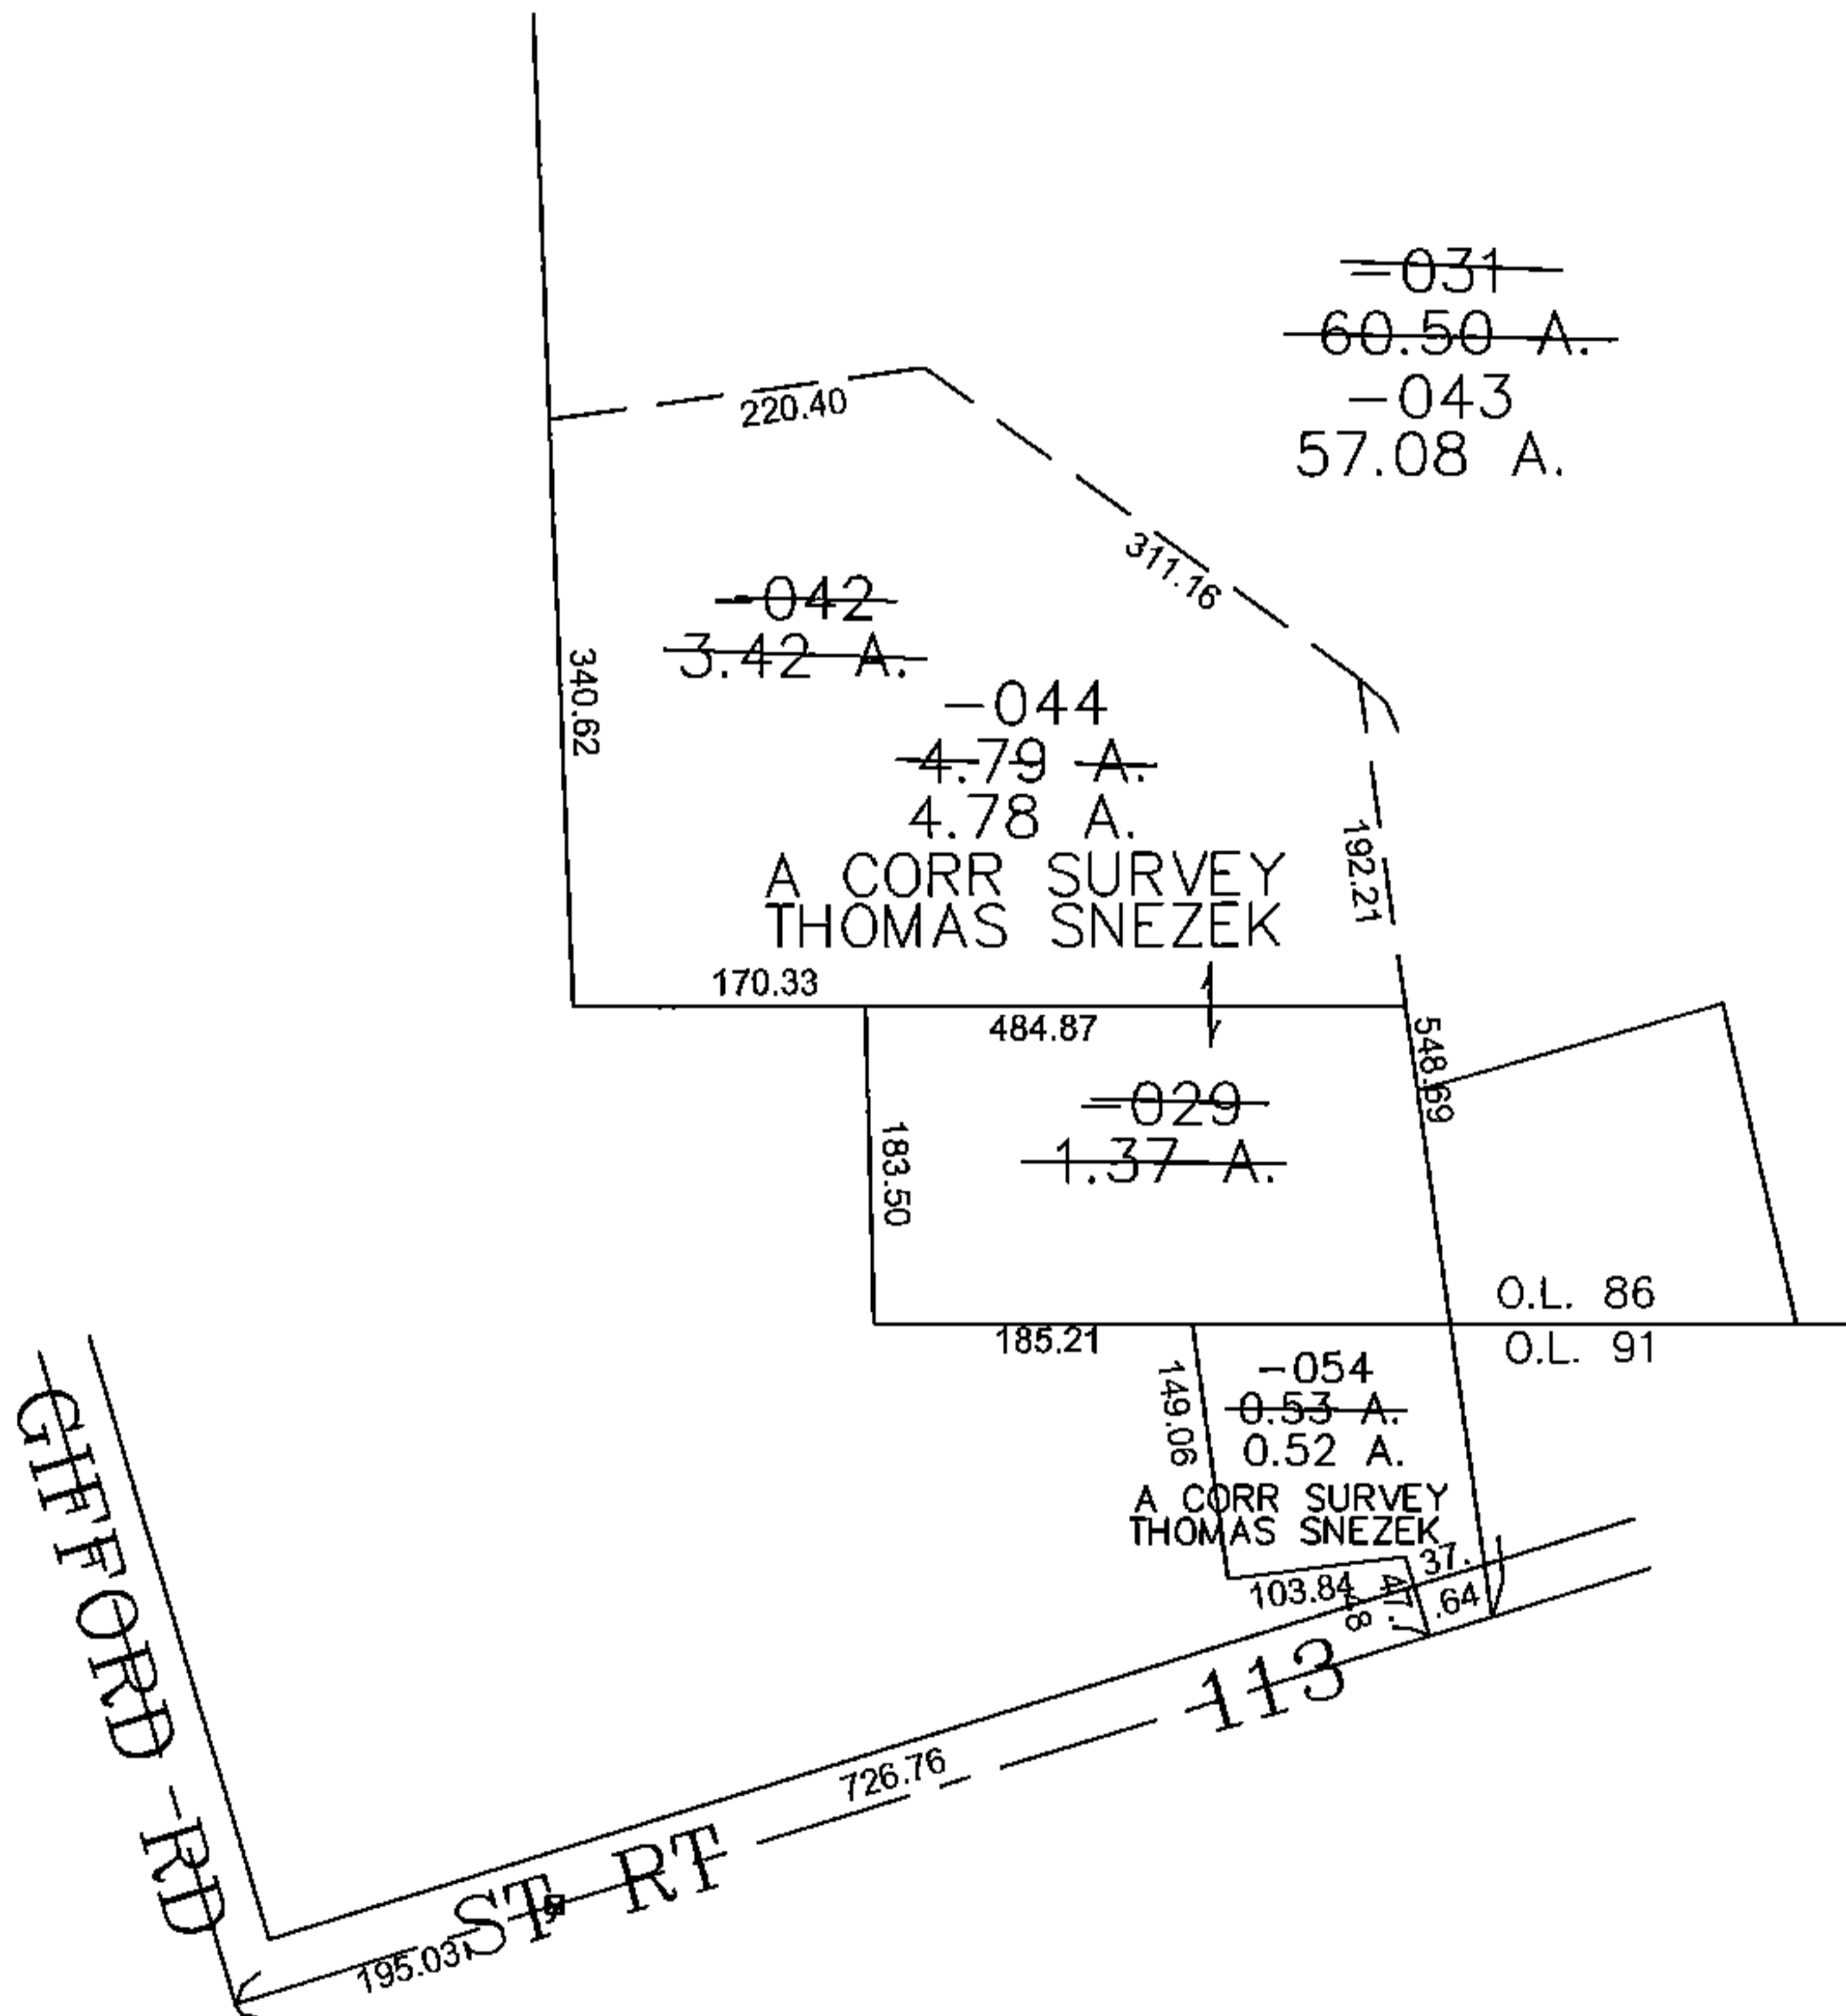 -031
60.50 A.
-043
57.08 A.
220.40
311.16
-042
3.42 A.
340.62
-044
4.79 A.
4.78 A.
192.21
A CORR SURVEY
THOMAS SNEZEK
170.33
484.87
548.69
-029
1.37 A.
183.50
O.L. 86
185.21
O.L. 91
149.06
-054
0.53 A.
0.52 A.
A CORR SURVEY
THOMAS SNEZEK
37.
.64
103.84
47.
18
GIFFORD RD
113
726.76
ST RT
195.03